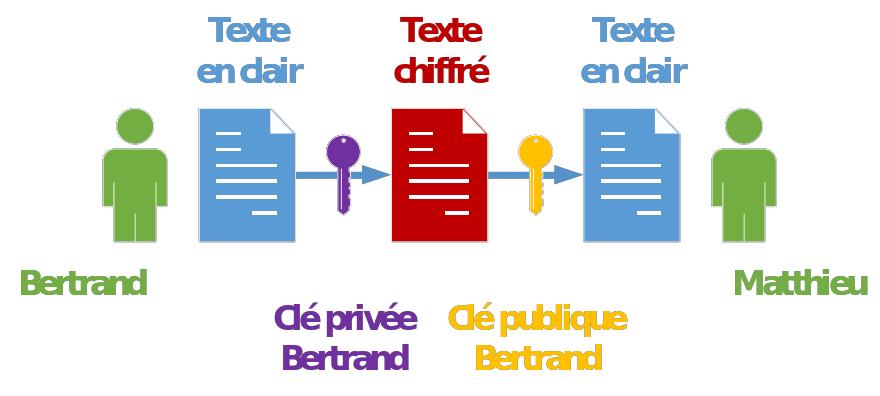 Texte
en clair
Texte
chiffré
Texte
en clair
Bertrand
Matthieu
Clé privée
Bertrand
Clé publique
Bertrand